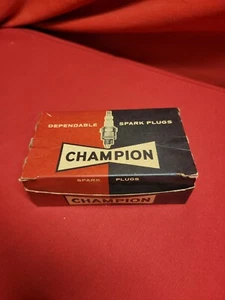 DEPENDABLE SPARK PLUGS
CHAMPION
SPARK PLUGS
CHAMPION